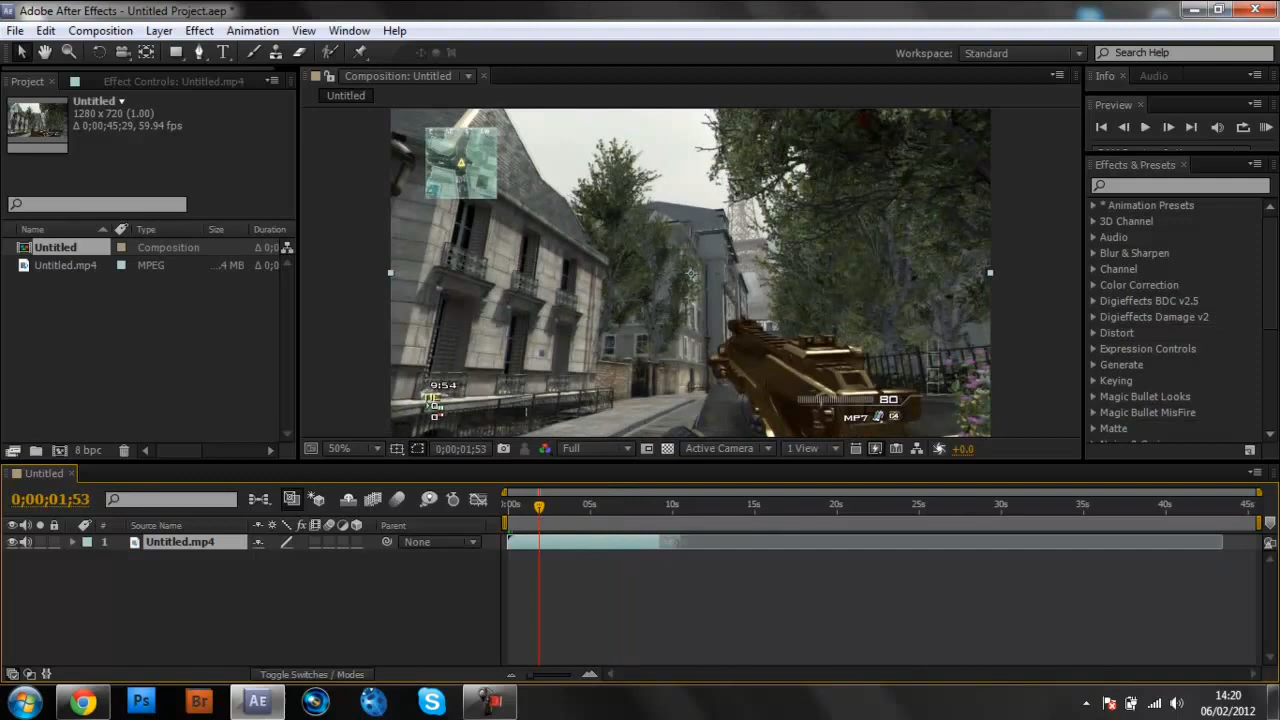 Adobe After Effects - Untitled Project.aep *
File Edit Composition Layer Effect Animation View Window Help
Workspace: Standard Search Help
Project Effect Controls: Untitled.mp4
Composition: Untitled
Info Audio
Untitled
Untitled
1280 x 720 (1.00)
Δ 0;00;45;29, 59.94 fps
Preview
Effects & Presets
Name Type Size Duration
Untitled Composition Δ 0;0
Untitled.mp4 MPEG ...4 MB Δ 0;0
* Animation Presets
3D Channel
Audio
Blur & Sharpen
Channel
Color Correction
Digieffects BDC v2.5
Digieffects Damage v2
Distort
Expression Controls
Generate
Keying
Magic Bullet Looks
Magic Bullet MisFire
Matte
9:54
80
MP7
8 bpc
50% 0;00;01;53 Full Active Camera 1 View +0.0
Untitled
0;00;01;53
:00s 05s 10s 15s 20s 25s 30s 35s 40s 45s
# Source Name Parent
1 Untitled.mp4 None
Toggle Switches / Modes
Ps Br Ae
14:20
06/02/2012